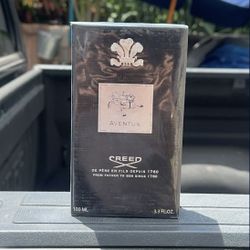 AVENTUS
CREED
DE PÈRE EN FILS DEPUIS 1760
FROM FATHER TO SON SINCE 1760
100 ML 3.3 FL.OZ.